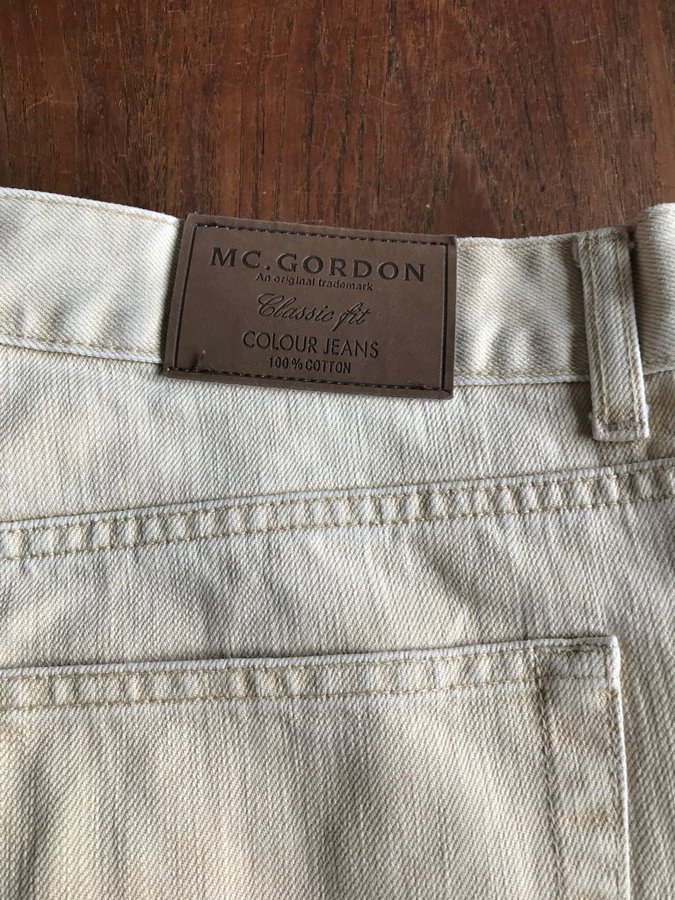 MC.GORDON
An original trademark
Classic fit
COLOUR JEANS
100 % COTTON